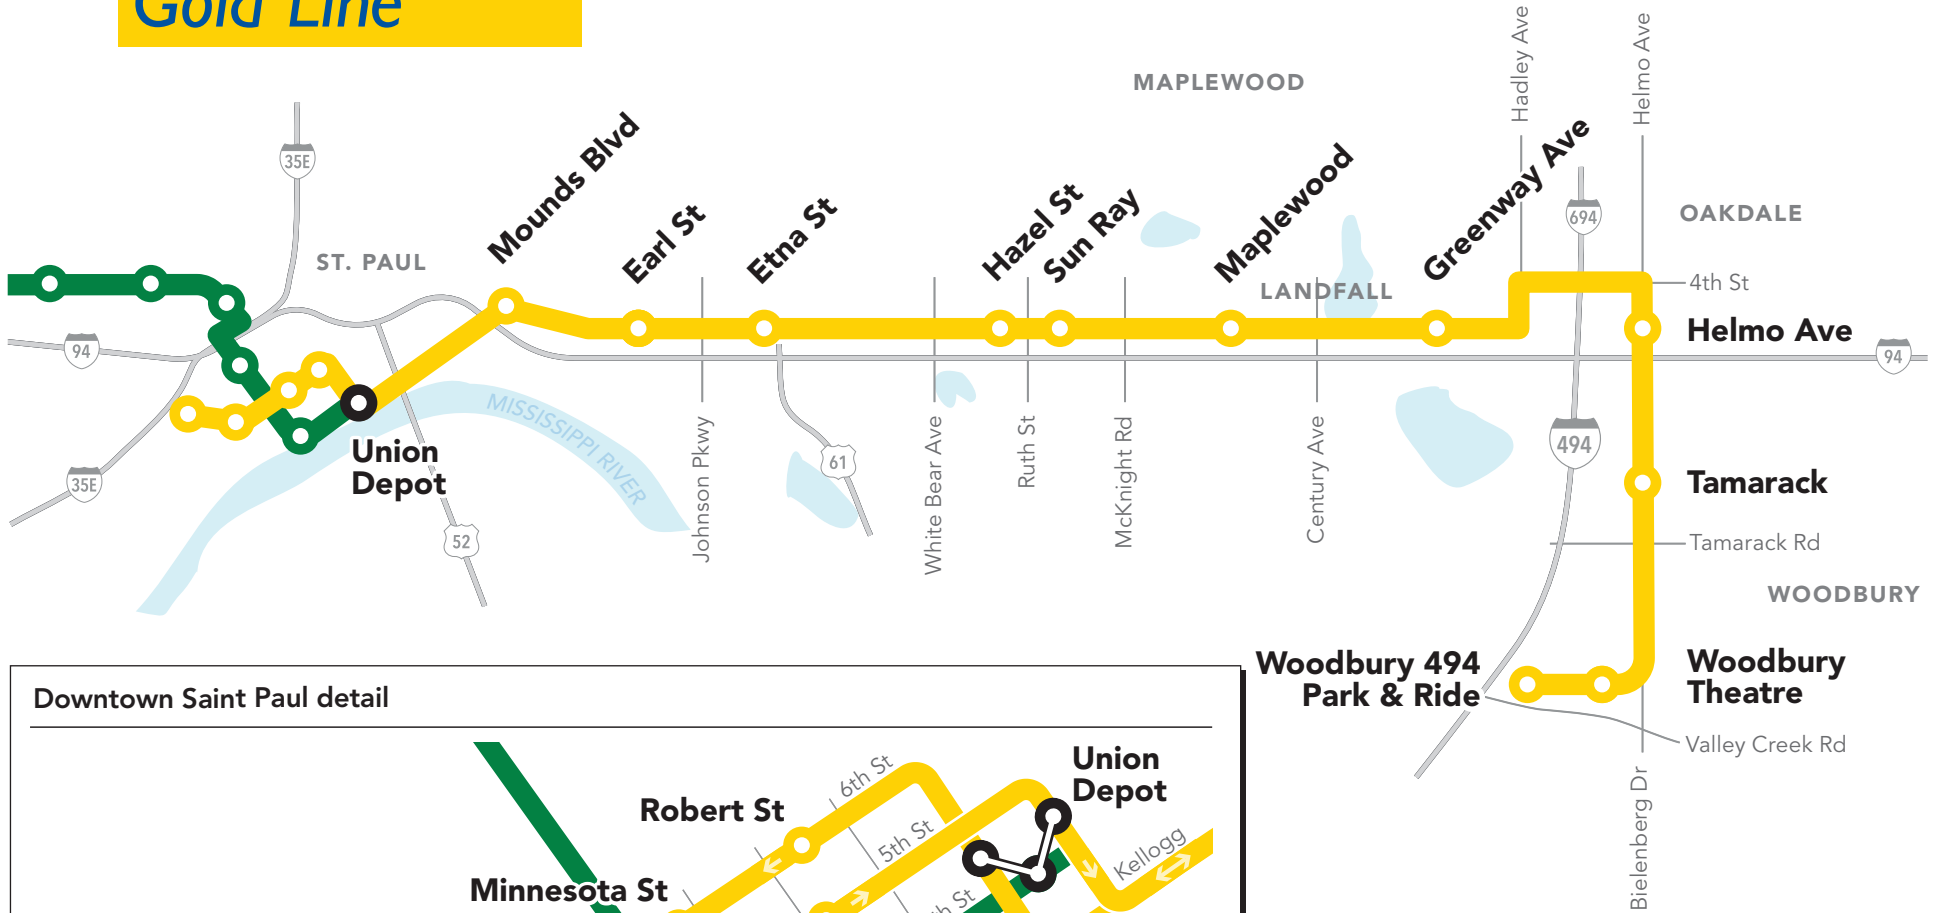 Gold Line
MAPLEWOOD
Hadley Ave
Helmo Ave
35E
ST. PAUL
Mounds Blvd
Earl St
Etna St
Hazel St
Sun Ray
Maplewood
Greenway Ave
694
OAKDALE
LANDFALL
4th St
Helmo Ave
94
94
MISSISSIPPI RIVER
Union
Depot
35E
52
61
Johnson Pkwy
White Bear Ave
Ruth St
McKnight Rd
Century Ave
494
Tamarack
Tamarack Rd
WOODBURY
Woodbury 494
Park & Ride
Woodbury
Theatre
Valley Creek Rd
Bielenberg Dr
Downtown Saint Paul detail
Union
Depot
6th St
Robert St
5th St
Kellogg
Minnesota St
St